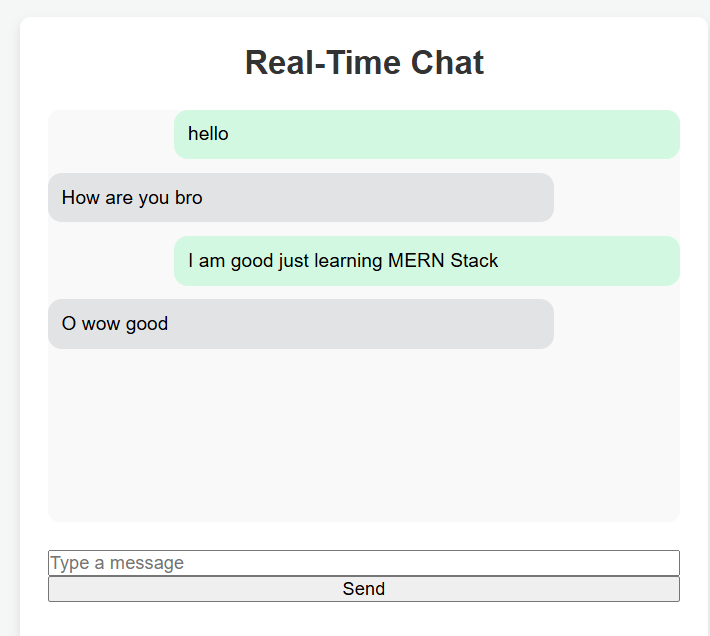 Real-Time Chat
hello
How are you bro
I am good just learning MERN Stack
O wow good
Type a message
Send